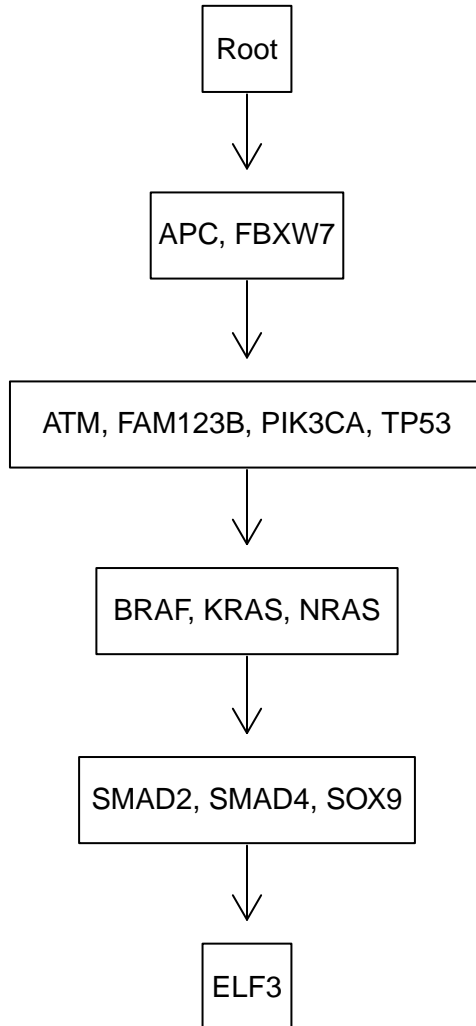 Root
APC, FBXW7
ATM, FAM123B, PIK3CA, TP53
BRAF, KRAS, NRAS
SMAD2, SMAD4, SOX9
ELF3